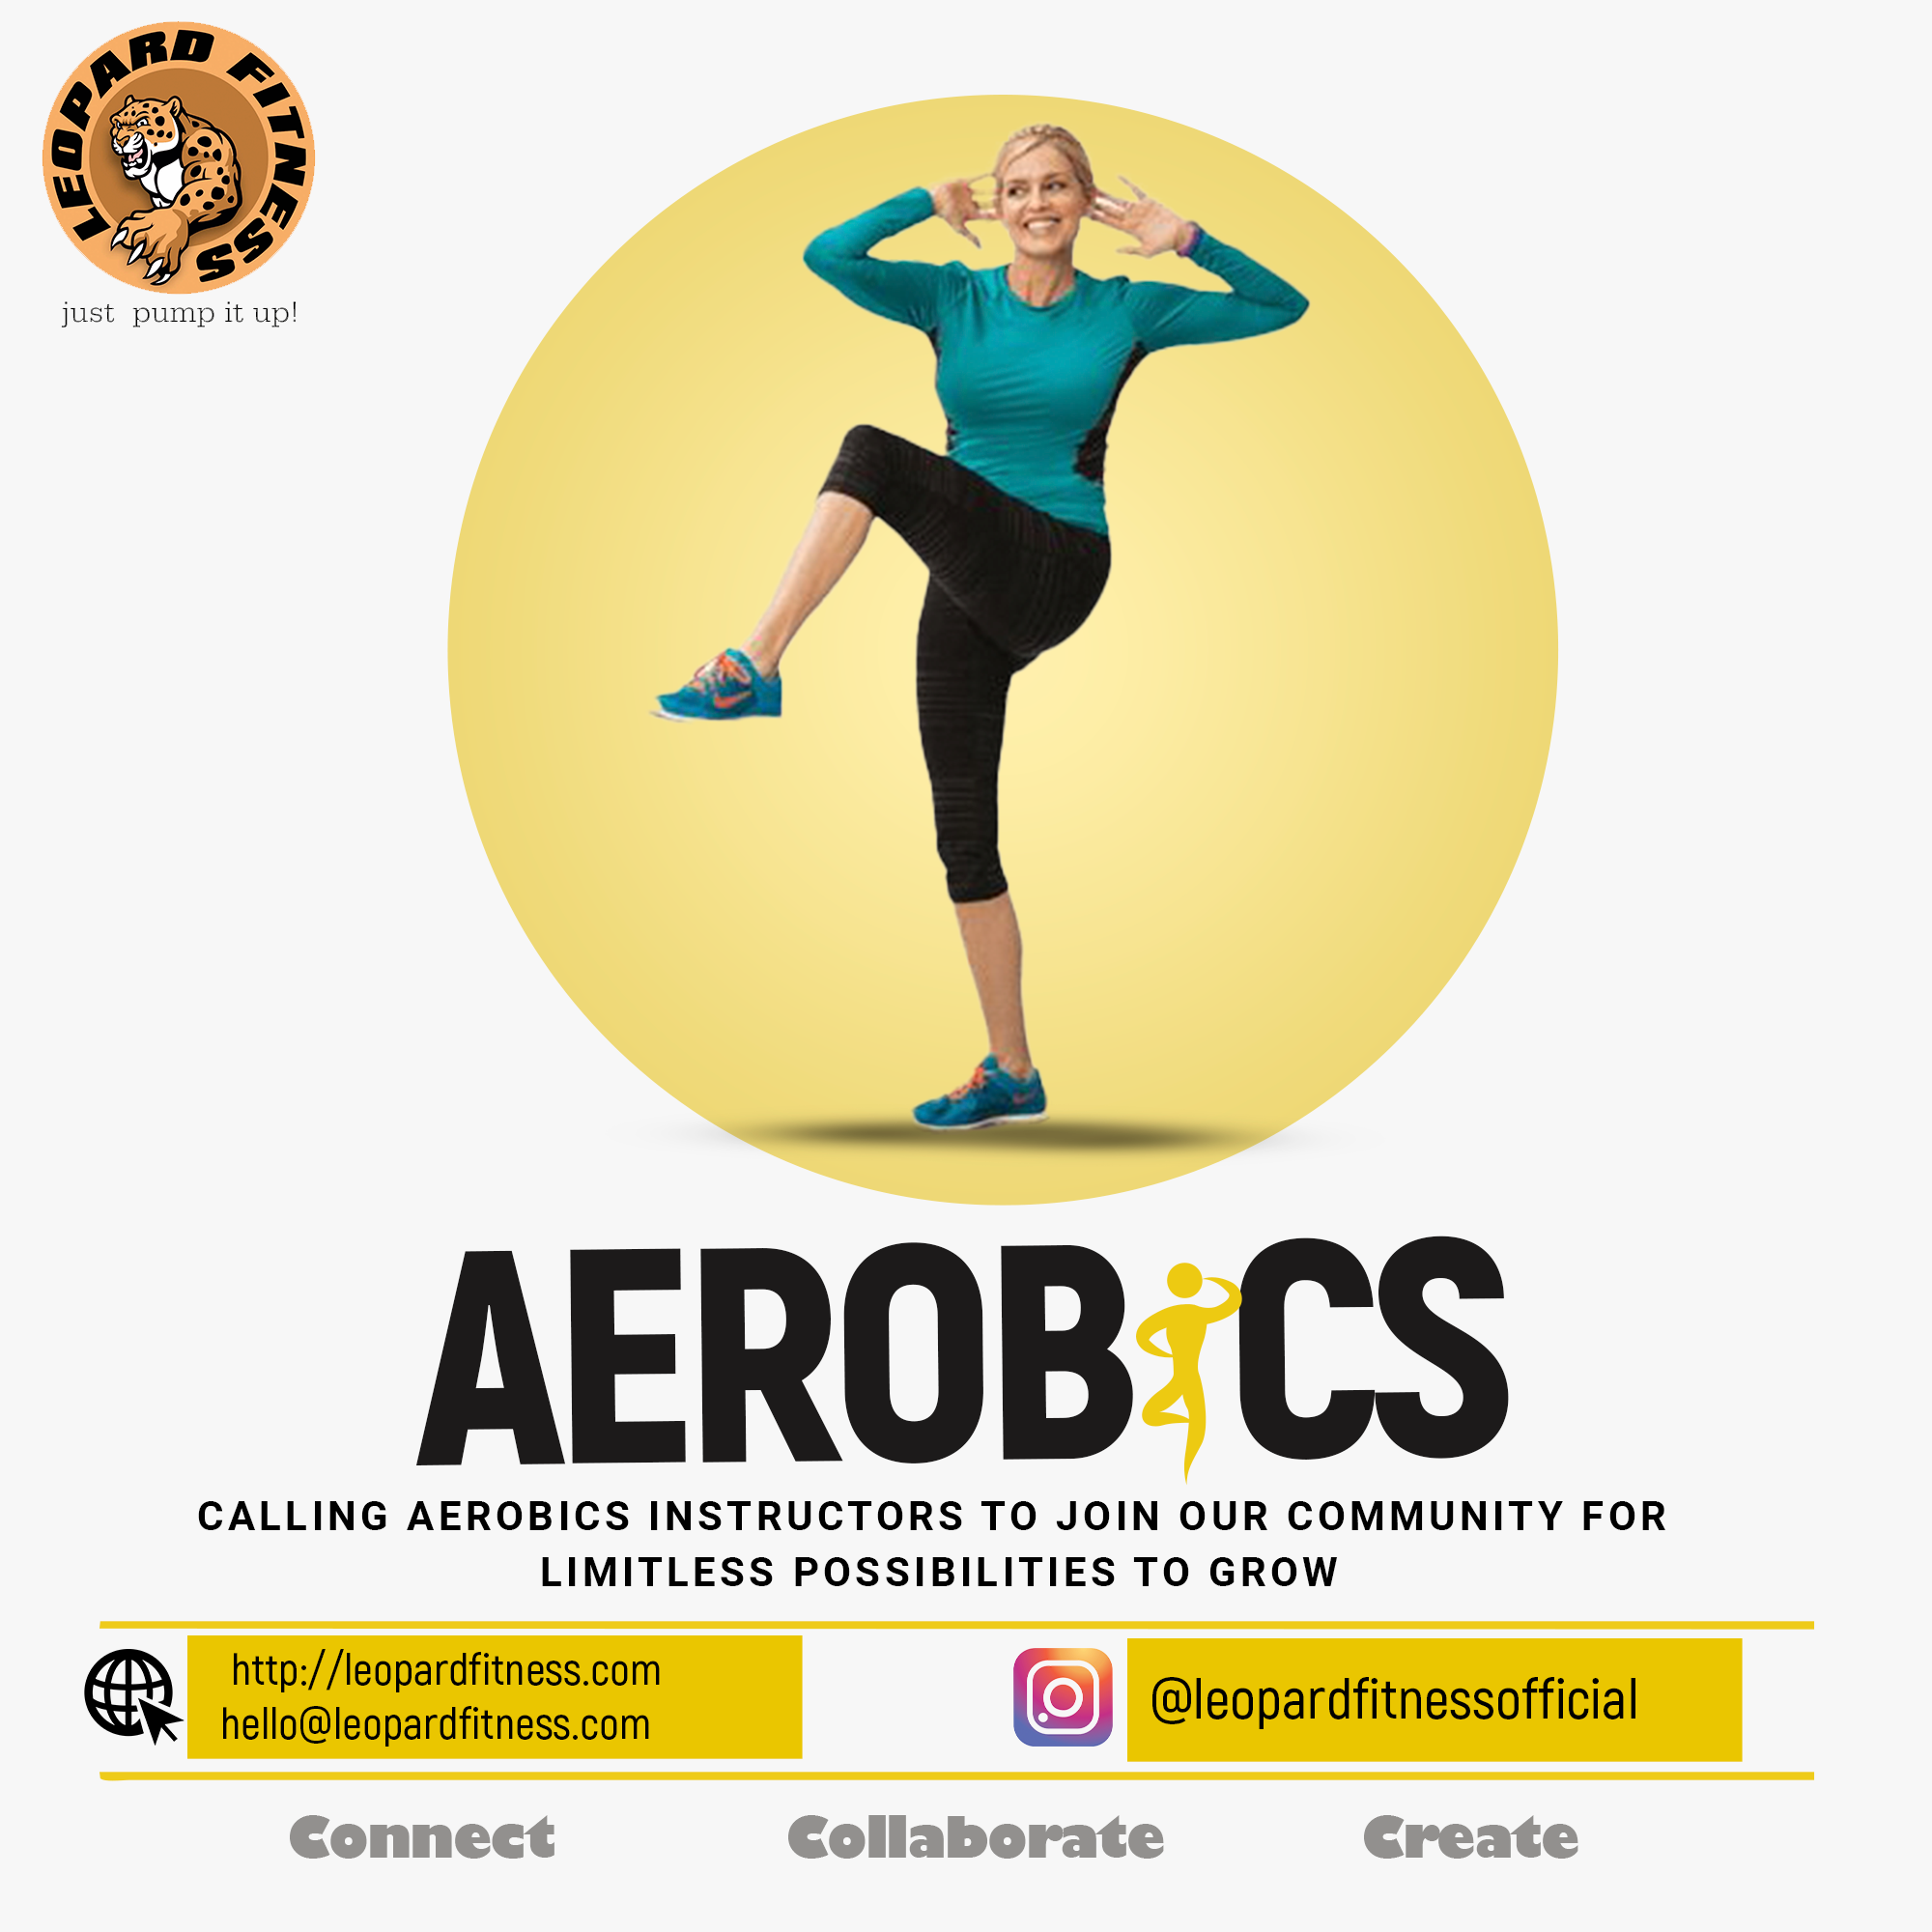 LEOPARD FITNESS
just pump it up!
AEROBICS
CALLING AEROBICS INSTRUCTORS TO JOIN OUR COMMUNITY FOR
LIMITLESS POSSIBILITIES TO GROW
http://leopardfitness.com
hello@leopardfitness.com
@leopardfitnessofficial
Connect Collaborate Create